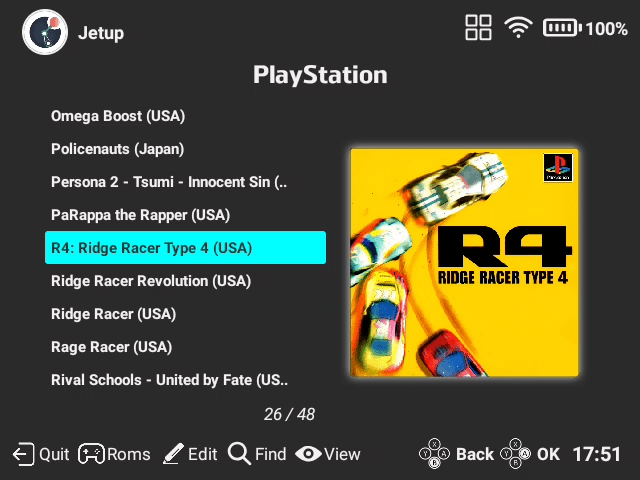 Jetup
100%
PlayStation
Omega Boost (USA)
Policenauts (Japan)
Persona 2 - Tsumi - Innocent Sin (..
PaRappa the Rapper (USA)
R4: Ridge Racer Type 4 (USA)
Ridge Racer Revolution (USA)
Ridge Racer (USA)
Rage Racer (USA)
Rival Schools - United by Fate (US..
PlayStation
R4
RIDGE RACER TYPE 4
26 / 48
Quit Roms Edit Find View X Y A B Back X Y A B OK 17:51